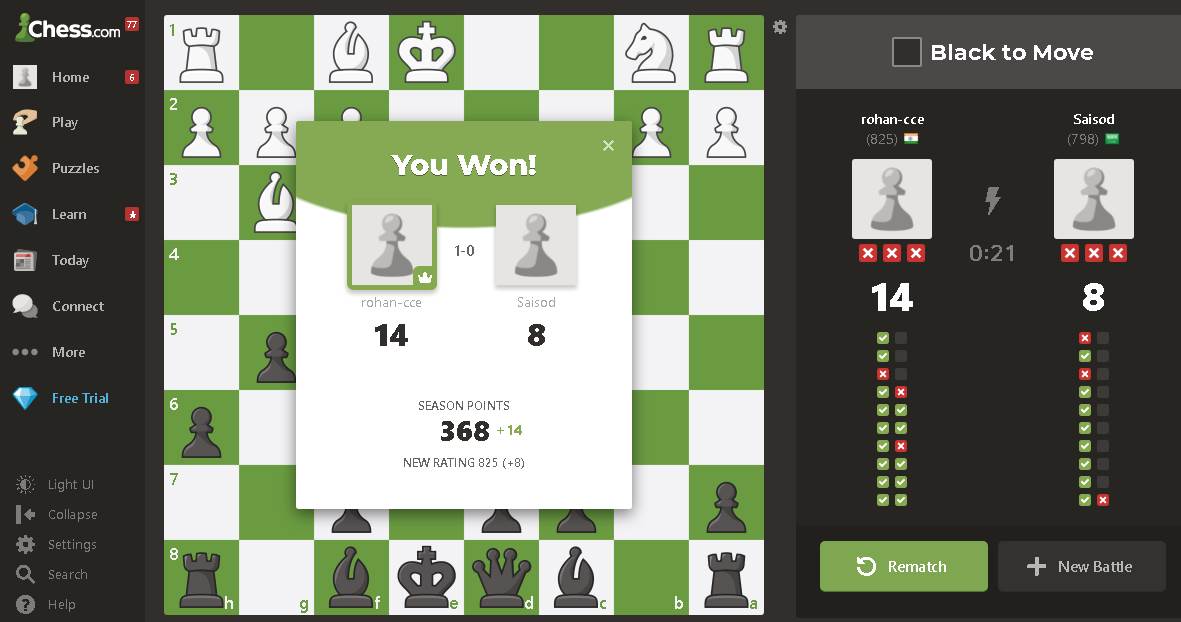 Chess.com 77
Home 6
Play
Puzzles
Learn
Today
Connect
More
Free Trial
Light UI
Collapse
Settings
Search
Help
1
2
3
4
5
6
7
8
h g f e d c b a
You Won!
×
1-0
rohan-cce Saisod
14 8
SEASON POINTS
368 +14
NEW RATING 825 (+8)
Black to Move
rohan-cce Saisod
(825) (798)
0:21
14 8
Rematch New Battle